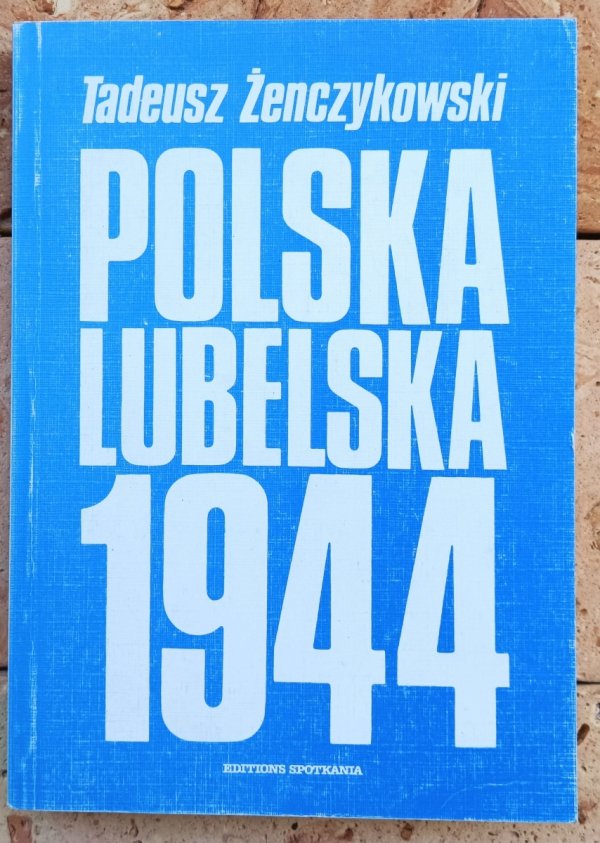 Tadeusz Żenczykowski
POLSKA
LUBELSKA
1944
EDITIONS SPOTKANIA